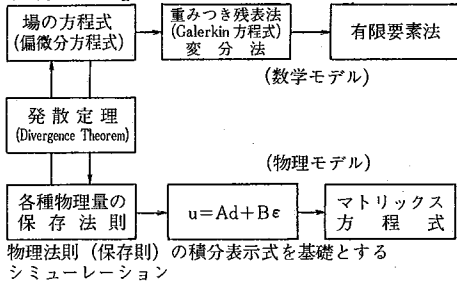 場の方程式
(偏微分方程式)
重みつき残表法
(Galerkin 方程式)
変分法
有限要素法
(数学モデル)
発散定理
(Divergence Theorem)
(物理モデル)
各種物理量の
保存法則
u=Ad+Bε
マトリックス
方程式
物理法則(保存則)の積分表示式を基礎とする
シミューレーション